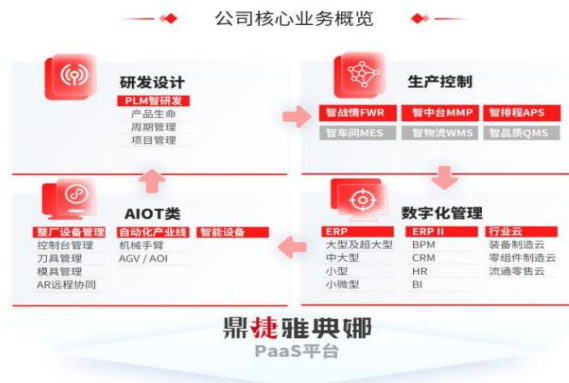 公司核心业务概览
研发设计
PLM智研发
产品生命
周期管理
项目管理
生产控制
智战情FWR 智中台MMP 智排程APS
智车间MES 智物流WMS 智品质QMS
AIOT类
整厂设备管理 自动化产业线 智能设备
控制台管理 机械手臂
刀具管理 AGV / AOI
模具管理
AR远程协同
数字化管理
ERP ERP II 行业云
大型及超大型 BPM 装备制造云
中大型 CRM 零组件制造云
小型 HR 流通零售云
小微型 BI
鼎捷雅典娜
PaaS平台